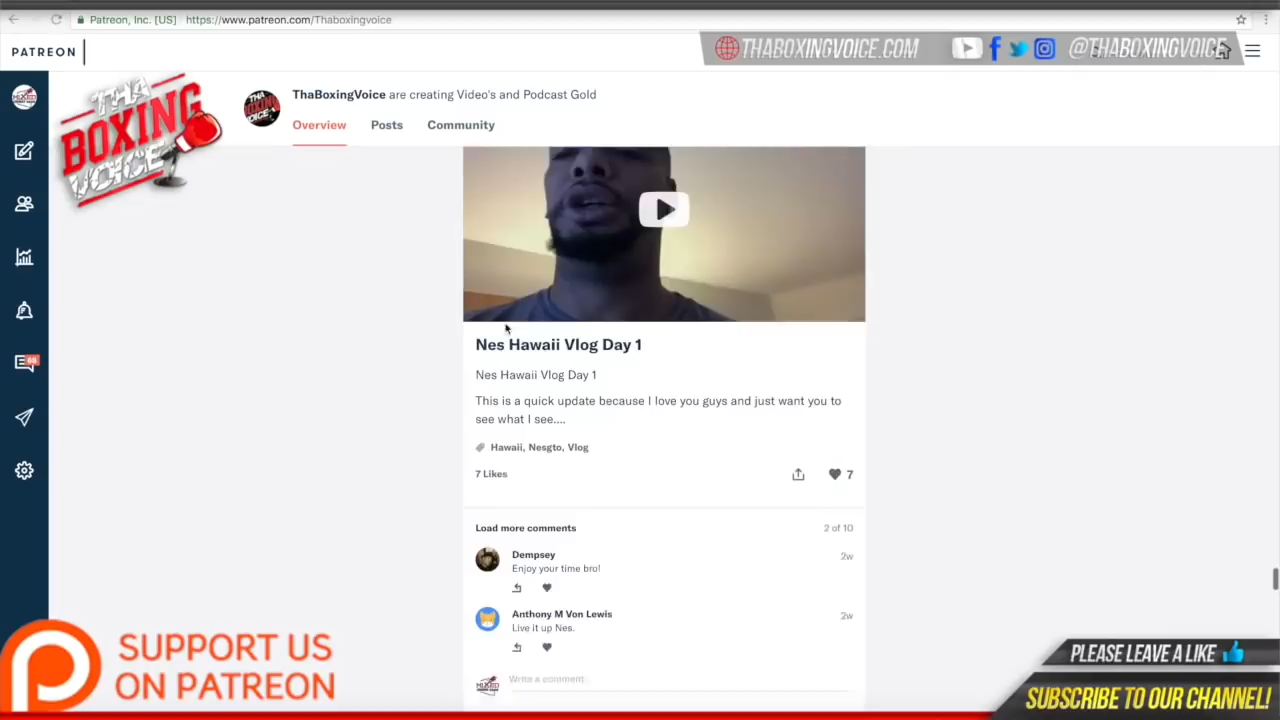 Patreon, Inc. [US] https://www.patreon.com/Thaboxingvoice
PATREON
THABOXINGVOICE.COM @THABOXINGVOICE
THA BOXING VOICE
ThaBoxingVoice are creating Video's and Podcast Gold
Overview Posts Community
Nes Hawaii Vlog Day 1
Nes Hawaii Vlog Day 1
This is a quick update because I love you guys and just want you to
see what I see....
Hawaii, Nesgto, Vlog
7 Likes
7
Load more comments
2 of 10
Dempsey
2w
Enjoy your time bro!
Anthony M Von Lewis
2w
Live it up Nes.
Write a comment
SUPPORT US
ON PATREON
PLEASE LEAVE A LIKE
SUBSCRIBE TO OUR CHANNEL!